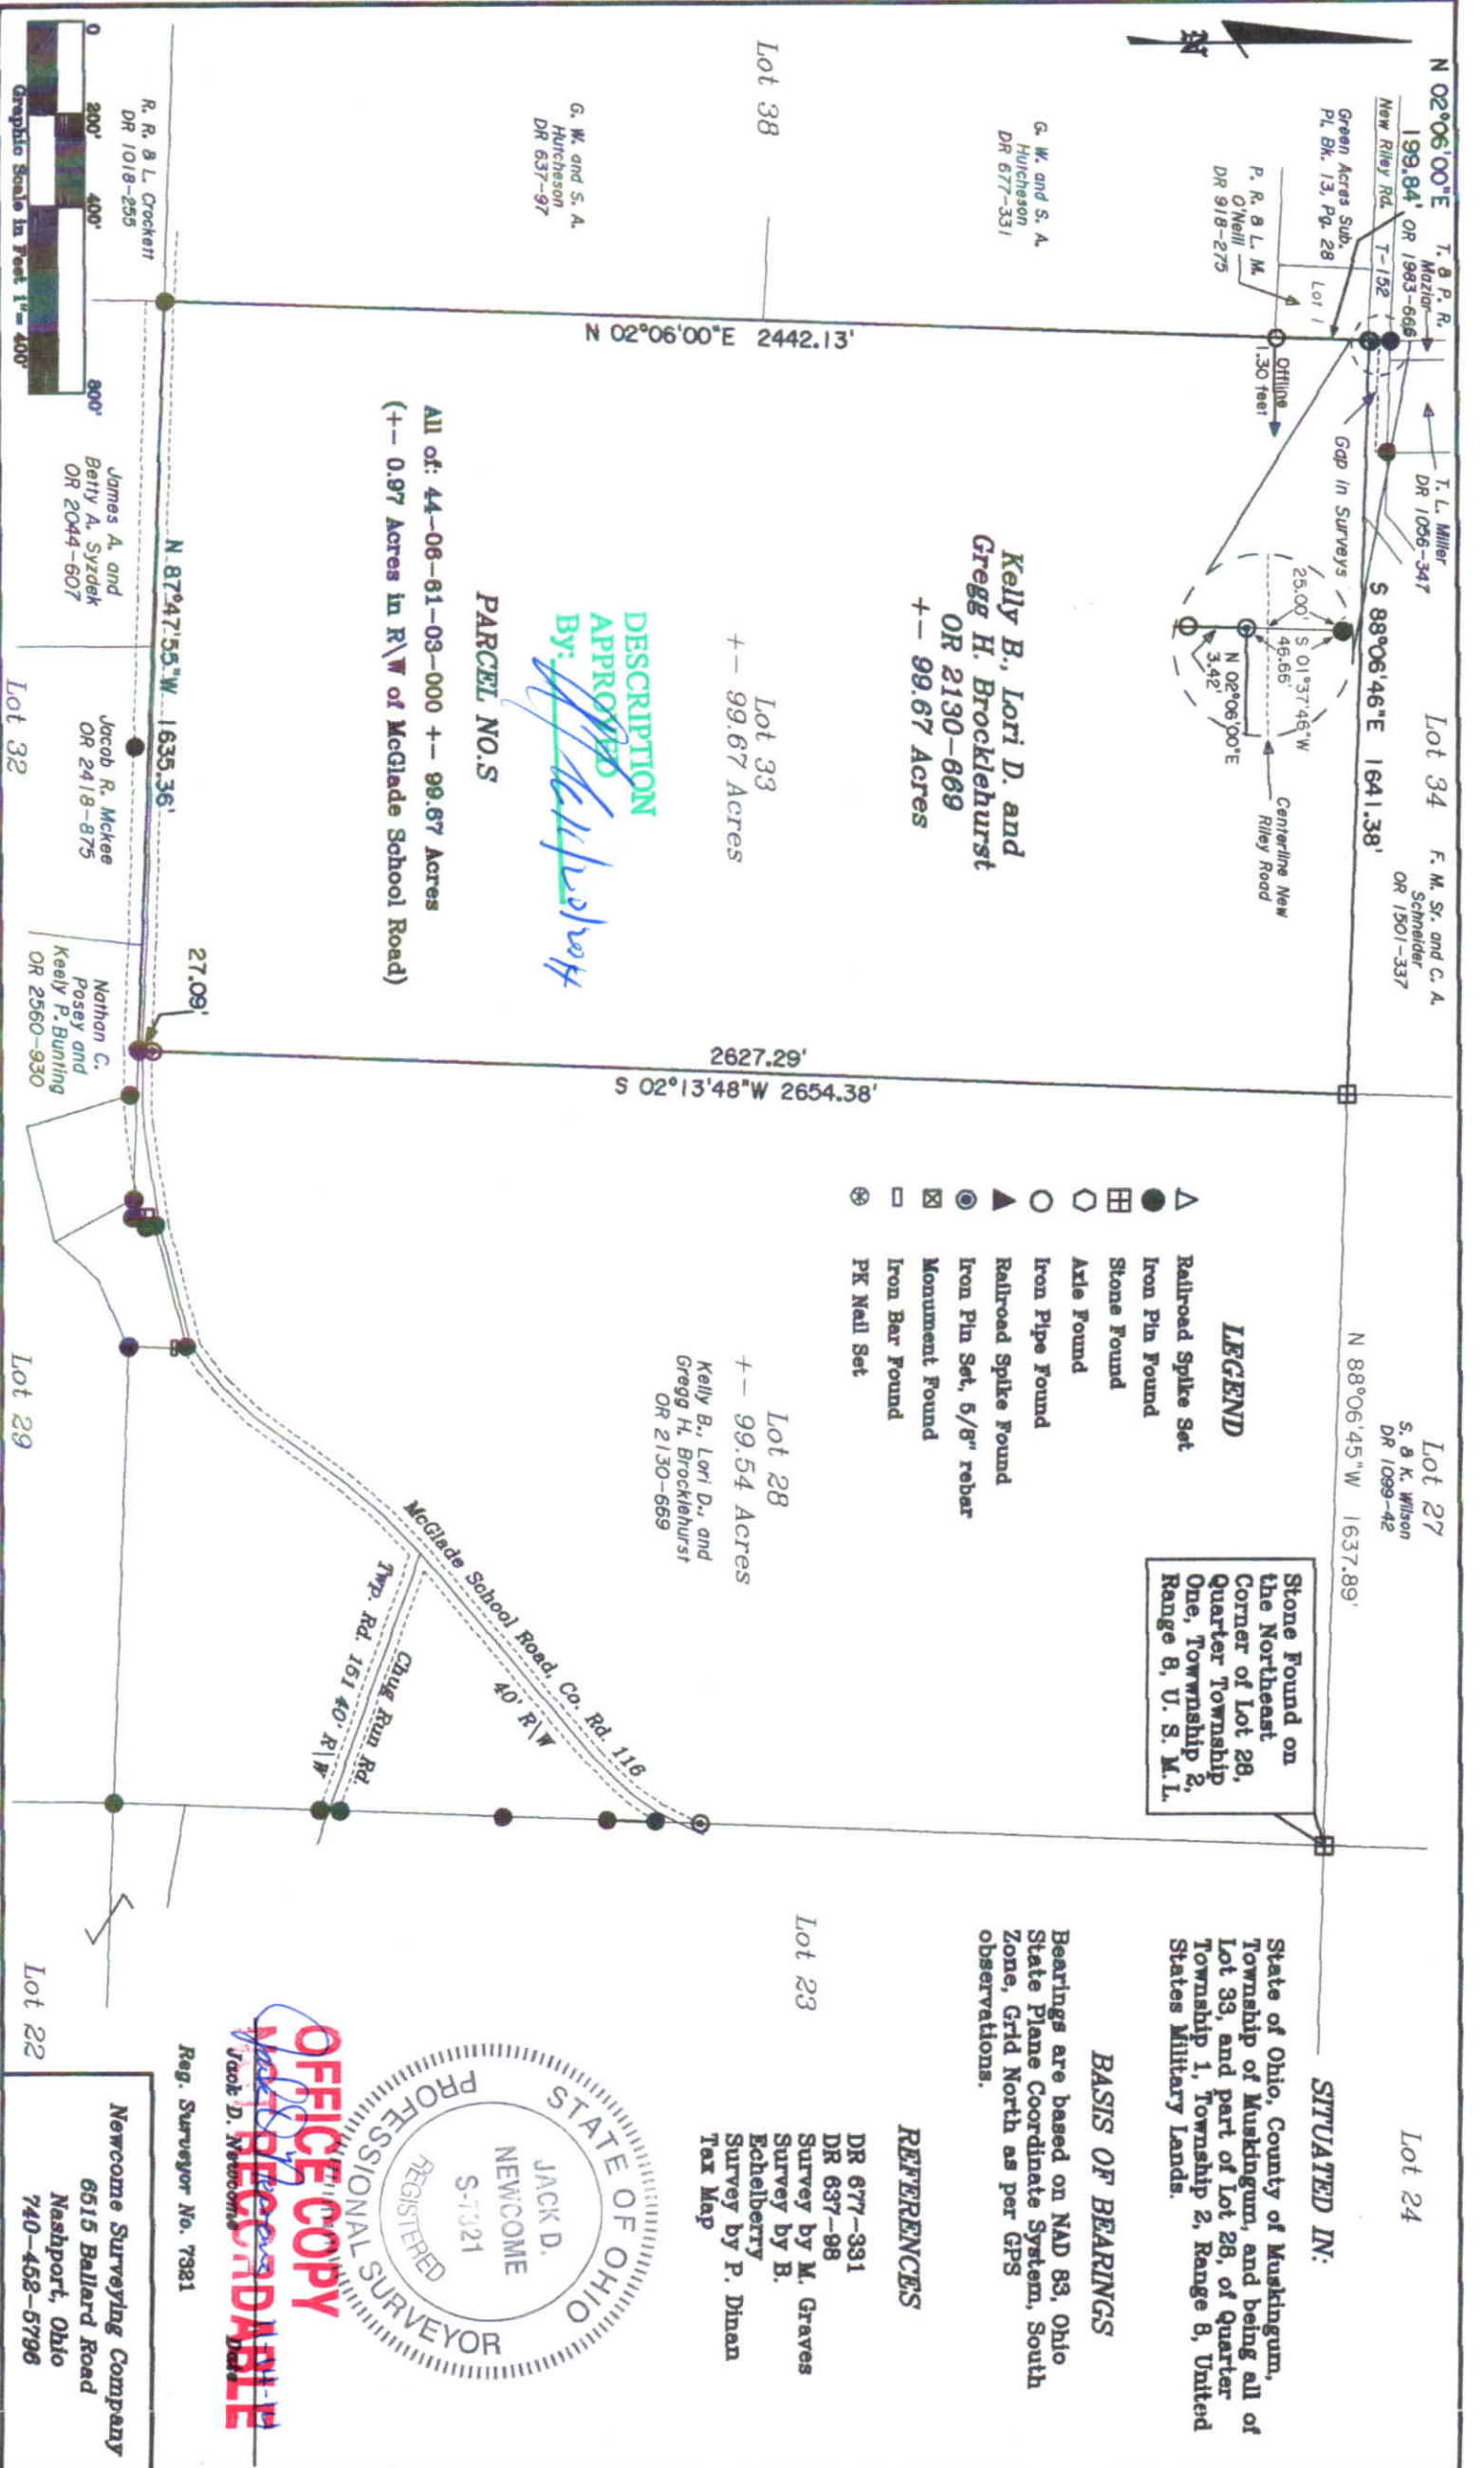 N 02°06'00"E
199.84'
T. & P. R.
Maziar
OR 1983-666
New Riley Rd. T-152
Green Acres Sub.
Pl. Bk. 13, Pg. 28
Lot 1
P. R. & L. M.
O'Neill
DR 918-275
Offline
1.30 feet
T. L. Miller
DR 1056-347
Gap in Surveys
S 88°06'46"E 1641.38'
25.00'
S 01°37'46"W
46.66'
N 02°06'00"E
3.42'
Centerline New
Riley Road
Lot 34
F. M. Sr. and C. A.
Schneider
OR 1501-337
Lot 27
S. & K. Wilson
DR 1099-42
N 88°06'45"W 1637.89'
Lot 24
N
G. W. and S. A.
Hutcheson
DR 677-331
Lot 38
G. W. and S. A.
Hutcheson
DR 637-97
N 02°06'00"E 2442.13'
Kelly B., Lori D. and
Gregg H. Brocklehurst
OR 2130-669
+- 99.67 Acres
Lot 33
+- 99.67 Acres
DESCRIPTION
APPROVED
By:
PARCEL NO.S
All of: 44-06-61-03-000 +- 99.67 Acres
(+- 0.97 Acres in R\W of McGlade School Road)
2627.29'
S 02°13'48"W 2654.38'
27.09'
N 87°47'55"W 1635.36'
R. R. & L. Crockett
DR 1018-255
0 200' 400' 800'
Graphic Scale in Feet 1"= 400'
James A. and
Betty A. Syzdek
OR 2044-607
Jacob R. Mckee
OR 2418-875
Lot 32
Nathan C.
Posey and
Keely P. Bunting
OR 2560-930
LEGEND
Railroad Spike Set
Iron Pin Found
Stone Found
Axle Found
Iron Pipe Found
Railroad Spike Found
Iron Pin Set, 5/8" rebar
Monument Found
Iron Bar Found
PK Nail Set
Stone Found on
the Northeast
Corner of Lot 28,
Quarter Township
One, Township 2,
Range 8, U. S. M. L.
Lot 28
+- 99.54 Acres
Kelly B., Lori D., and
Gregg H. Brocklehurst
OR 2130-669
McGlade School Road, Co. Rd. 116
40' R\W
Chug Run Rd.
Twp. Rd. 151 40' R\W
Lot 29
Lot 23
Lot 22
SITUATED IN:
State of Ohio, County of Muskingum,
Township of Muskingum, and being all of
Lot 33, and part of Lot 28, of Quarter
Township 1, Township 2, Range 8, United
States Military Lands.
BASIS OF BEARINGS
Bearings are based on NAD 83, Ohio
State Plane Coordinate System, South
Zone, Grid North as per GPS
observations.
REFERENCES
DR 677-331
DR 637-98
Survey by M. Graves
Survey by B.
Echelberry
Survey by P. Dinan
Tax Map
STATE OF OHIO
JACK D.
NEWCOME
S-7321
REGISTERED
PROFESSIONAL SURVEYOR
OFFICE COPY
NOT RECORDABLE
Jack D. Newcome Date
Reg. Surveyor No. 7321
Newcome Surveying Company
6515 Ballard Road
Nashport, Ohio
740-452-5796